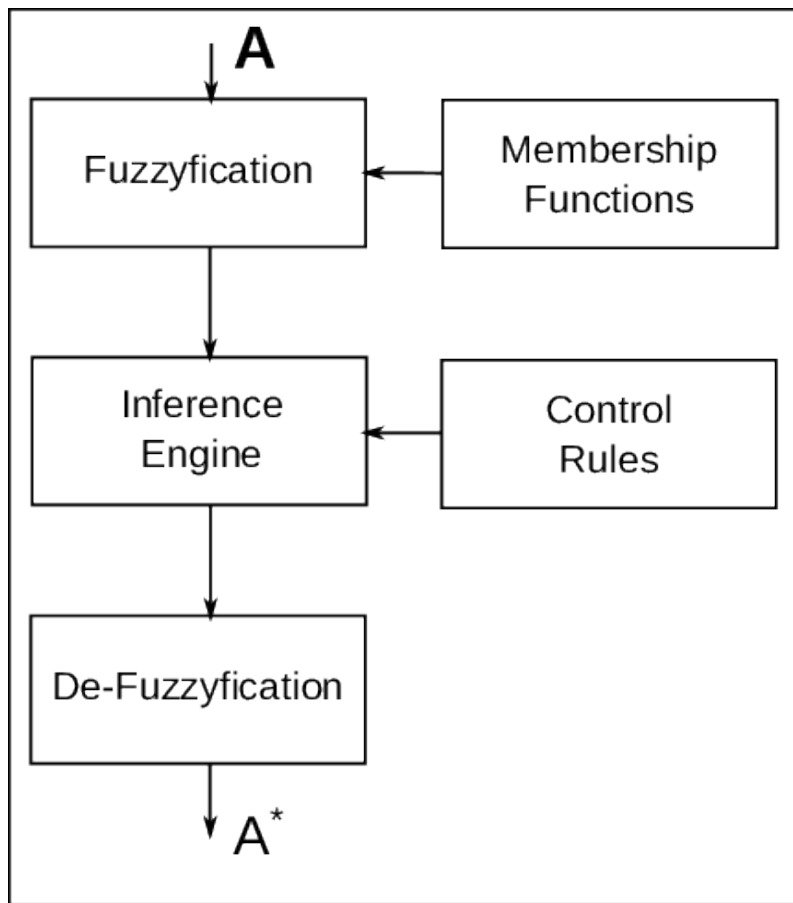 A
Fuzzyfication
Membership
Functions
Inference
Engine
Control
Rules
De-Fuzzyfication
A*